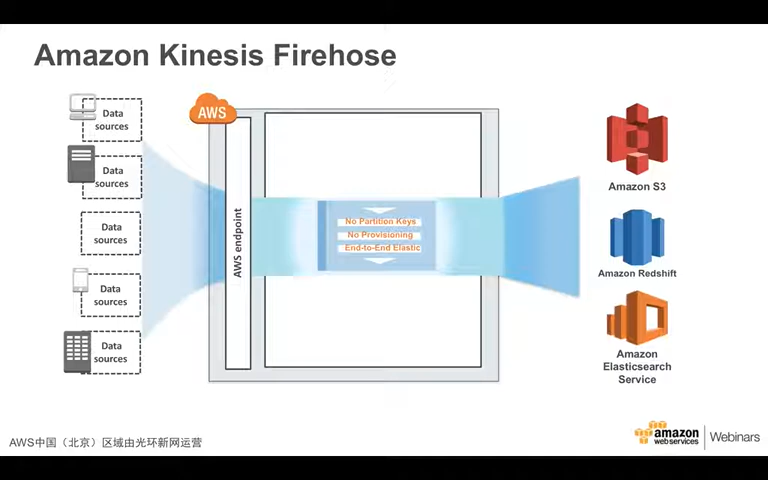 Amazon Kinesis Firehose
AWS
Data
sources
Data
sources
Data
sources
Data
sources
Data
sources
AWS endpoint
No Partition Keys
No Provisioning
End-to-End Elastic
Amazon S3
Amazon Redshift
Amazon
Elasticsearch
Service
AWS中国（北京）区域由光环新网运营
amazon
webservices
Webinars